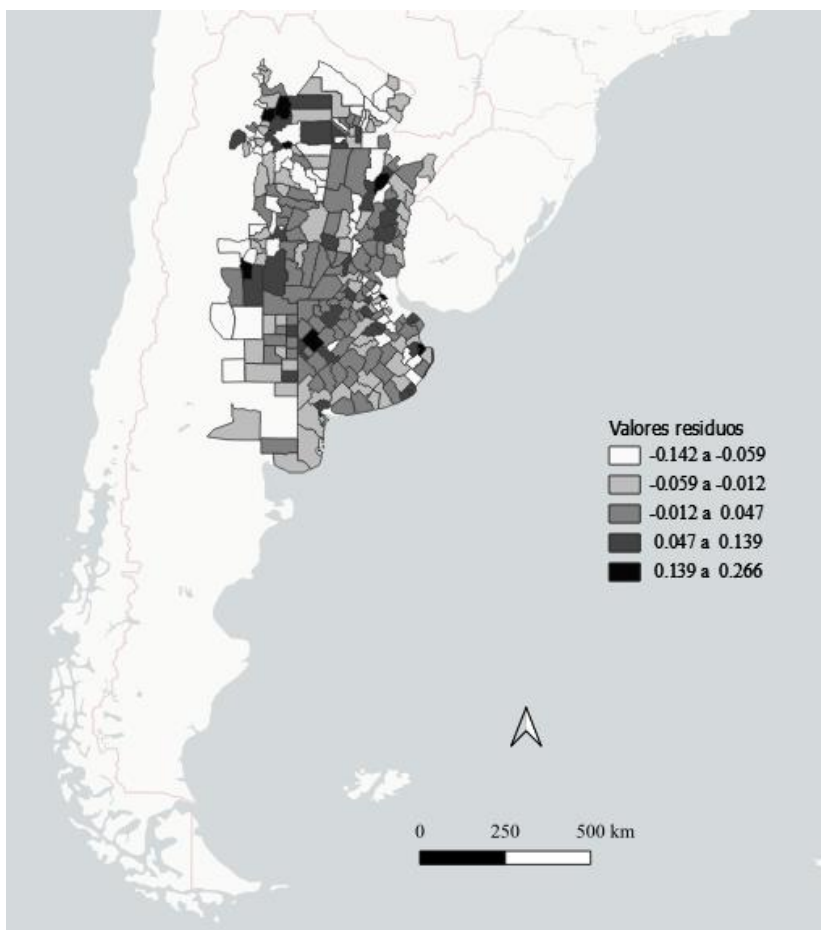 Valores residuos
-0.142 a -0.059
-0.059 a -0.012
-0.012 a 0.047
0.047 a 0.139
0.139 a 0.266
0 250 500 km